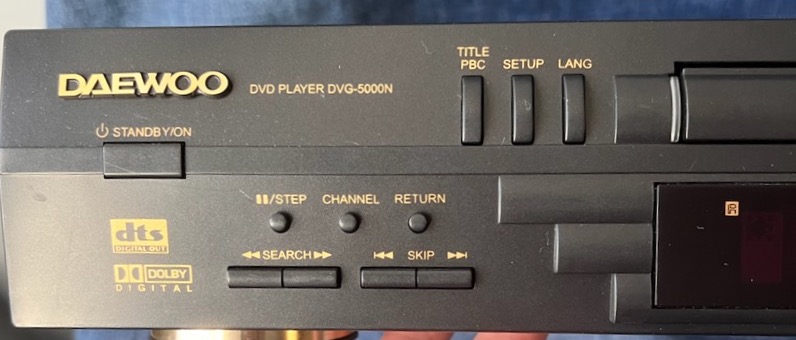 TITLE
PBC SETUP LANG
DAEWOO DVD PLAYER DVG-5000N
STANDBY/ON
/STEP CHANNEL RETURN
dts
DIGITAL OUT
SEARCH SKIP
DOLBY
DIGITAL